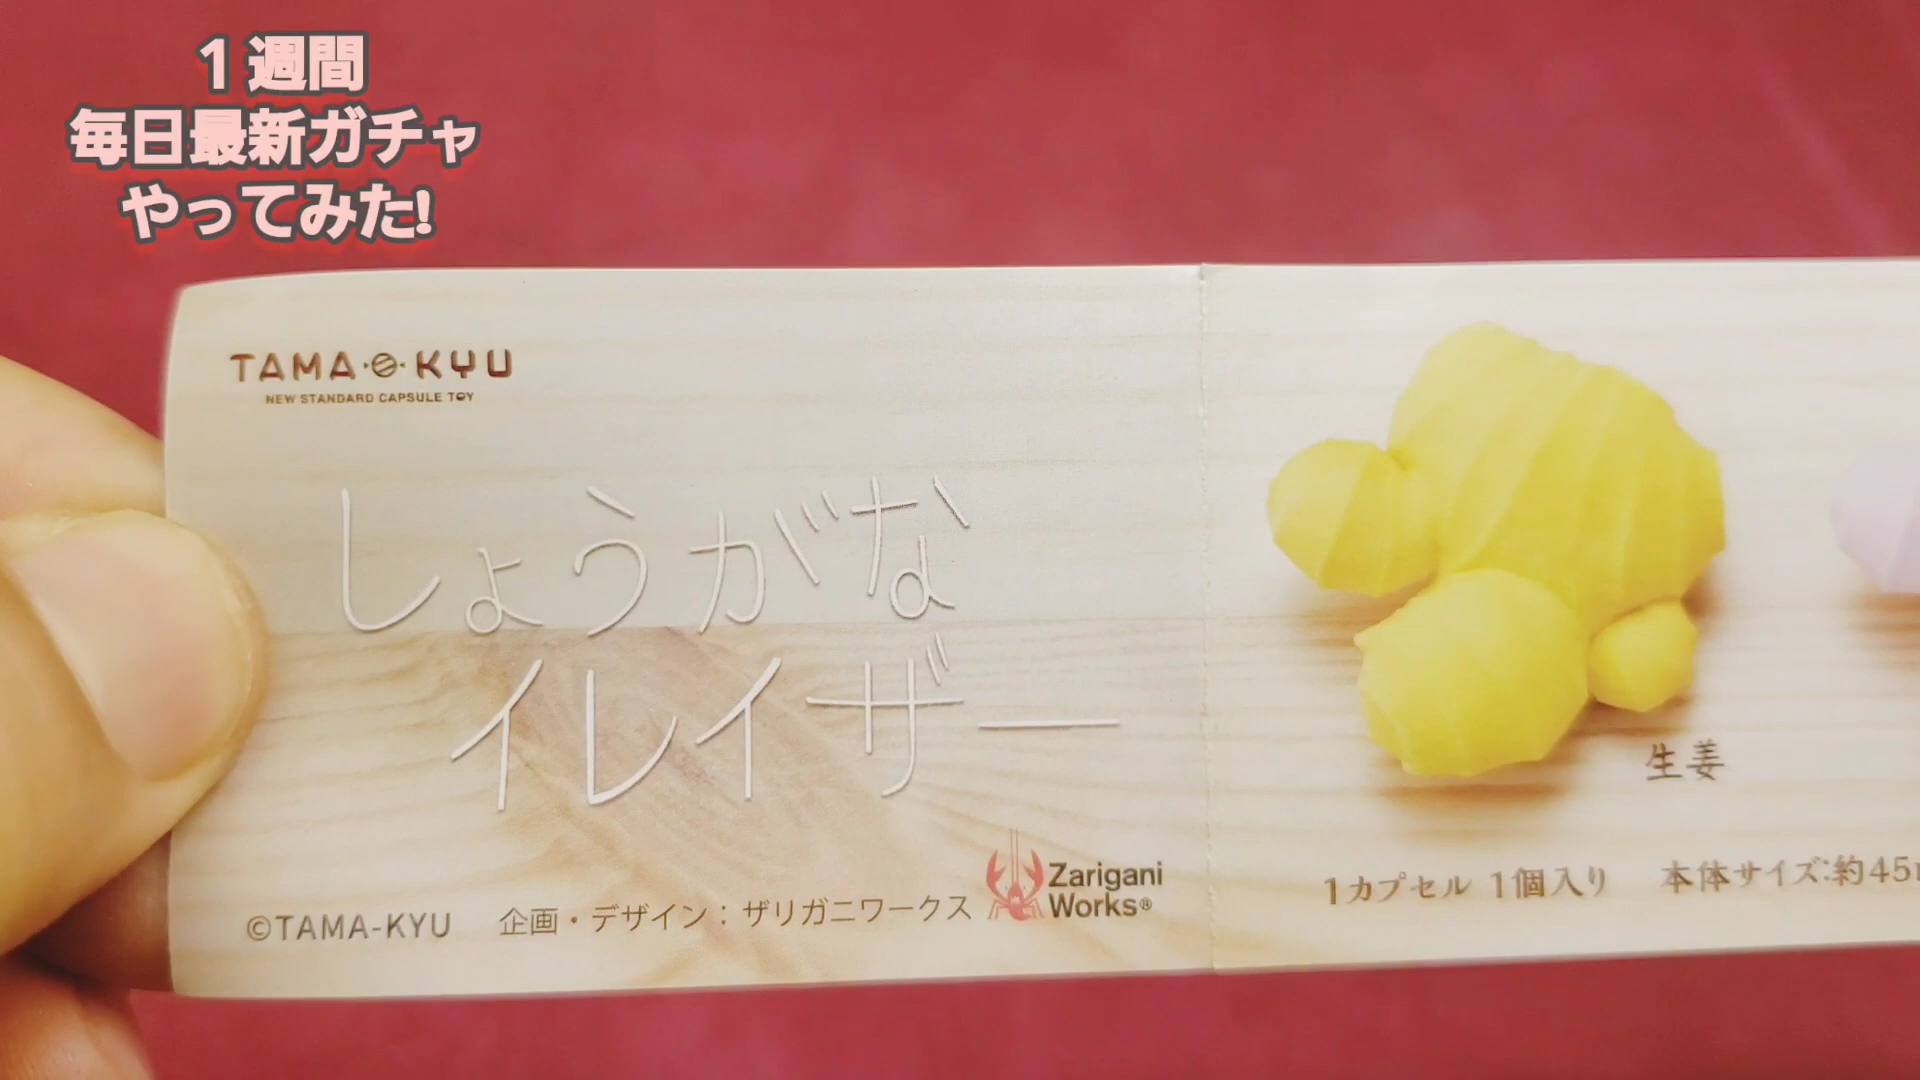 1週間
毎日最新ガチャ
やってみた!
TAMA・KYU
NEW STANDARD CAPSULE TOY
しょうがな
イレイザー
生姜
1カプセル 1個入り 本体サイズ:約45
©TAMA-KYU 企画・デザイン:ザリガニワークス
Zarigani
Works®